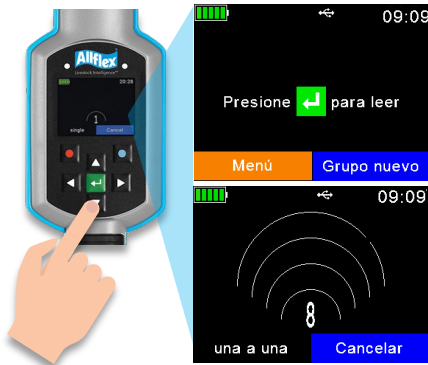 Allflex
Livestock Intelligence™
20:28
1
single Cancel
09:09
Presione para leer
Menú Grupo nuevo
09:09
8
una a una Cancelar